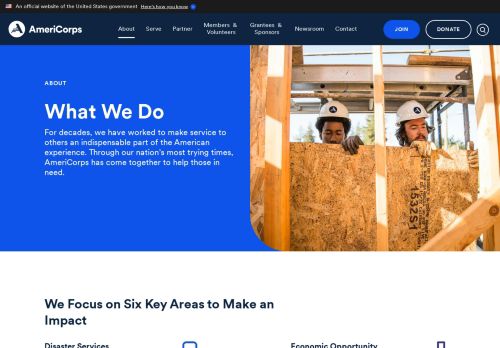 An official website of the United States government Here's how you know
AmeriCorps
About Serve Partner Members & Volunteers Grantees & Sponsors Newsroom Contact JOIN DONATE
ABOUT
What We Do
For decades, we have worked to make service to
others an indispensable part of the American
experience. Through our nation's most trying times,
AmeriCorps has come together to help those in
need.
1532S1
We Focus on Six Key Areas to Make an
Impact
Disaster Services Economic Opportunity